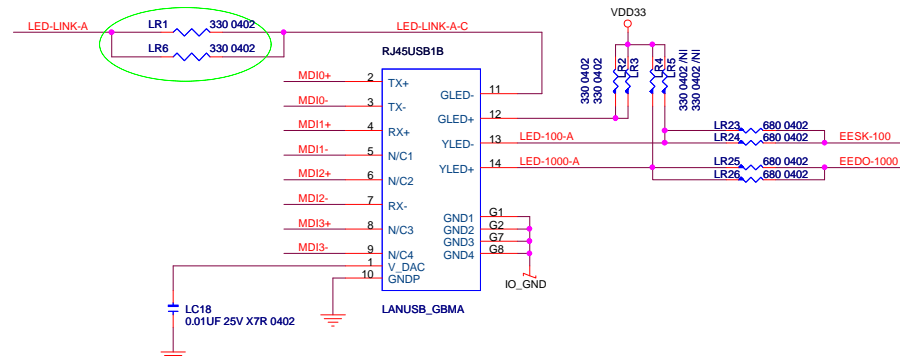 VDD33
LED-LINK-A
LR1
330 0402
LED-LINK-A-C
LR6
330 0402
RJ45USB1B
330 0402
330 0402
LR2
LR3
LR4
LR5
330 0402 /NI
330 0402 /NI
MDI0+
2
TX+
GLED-
11
MDI0-
3
TX-
GLED+
12
MDI1+
4
RX+
YLED-
13
LED-100-A
LR23
680 0402
LR24
680 0402
EESK-100
MDI1-
5
N/C1
YLED+
14
LED-1000-A
LR25
680 0402
LR26
680 0402
EEDO-1000
MDI2+
6
N/C2
MDI2-
7
RX-
GND1
G1
MDI3+
8
N/C3
GND2
G2
GND3
G7
MDI3-
9
N/C4
GND4
G8
1
V_DAC
10
GNDP
IO_GND
LC18
0.01UF 25V X7R 0402
LANUSB_GBMA